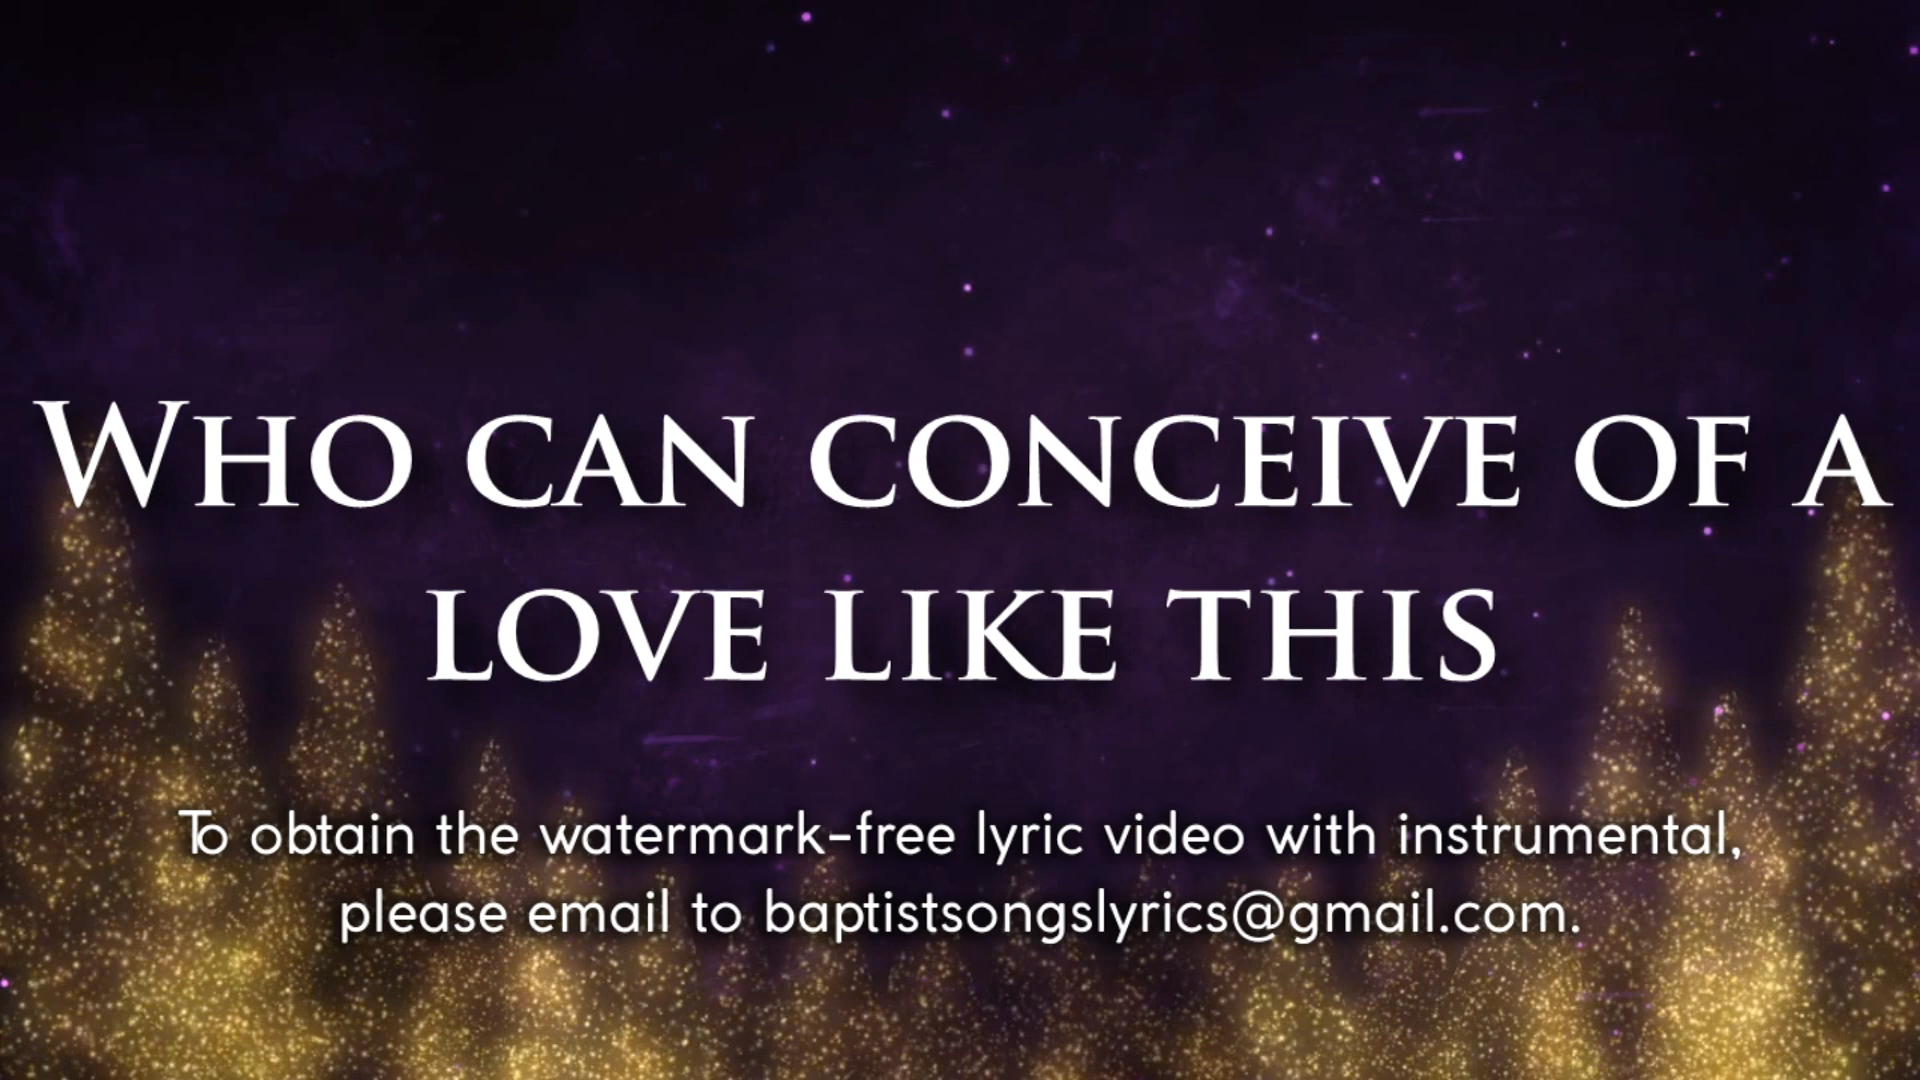 Who can conceive of a
love like this
To obtain the watermark-free lyric video with instrumental,
please email to baptistsongslyrics@gmail.com.